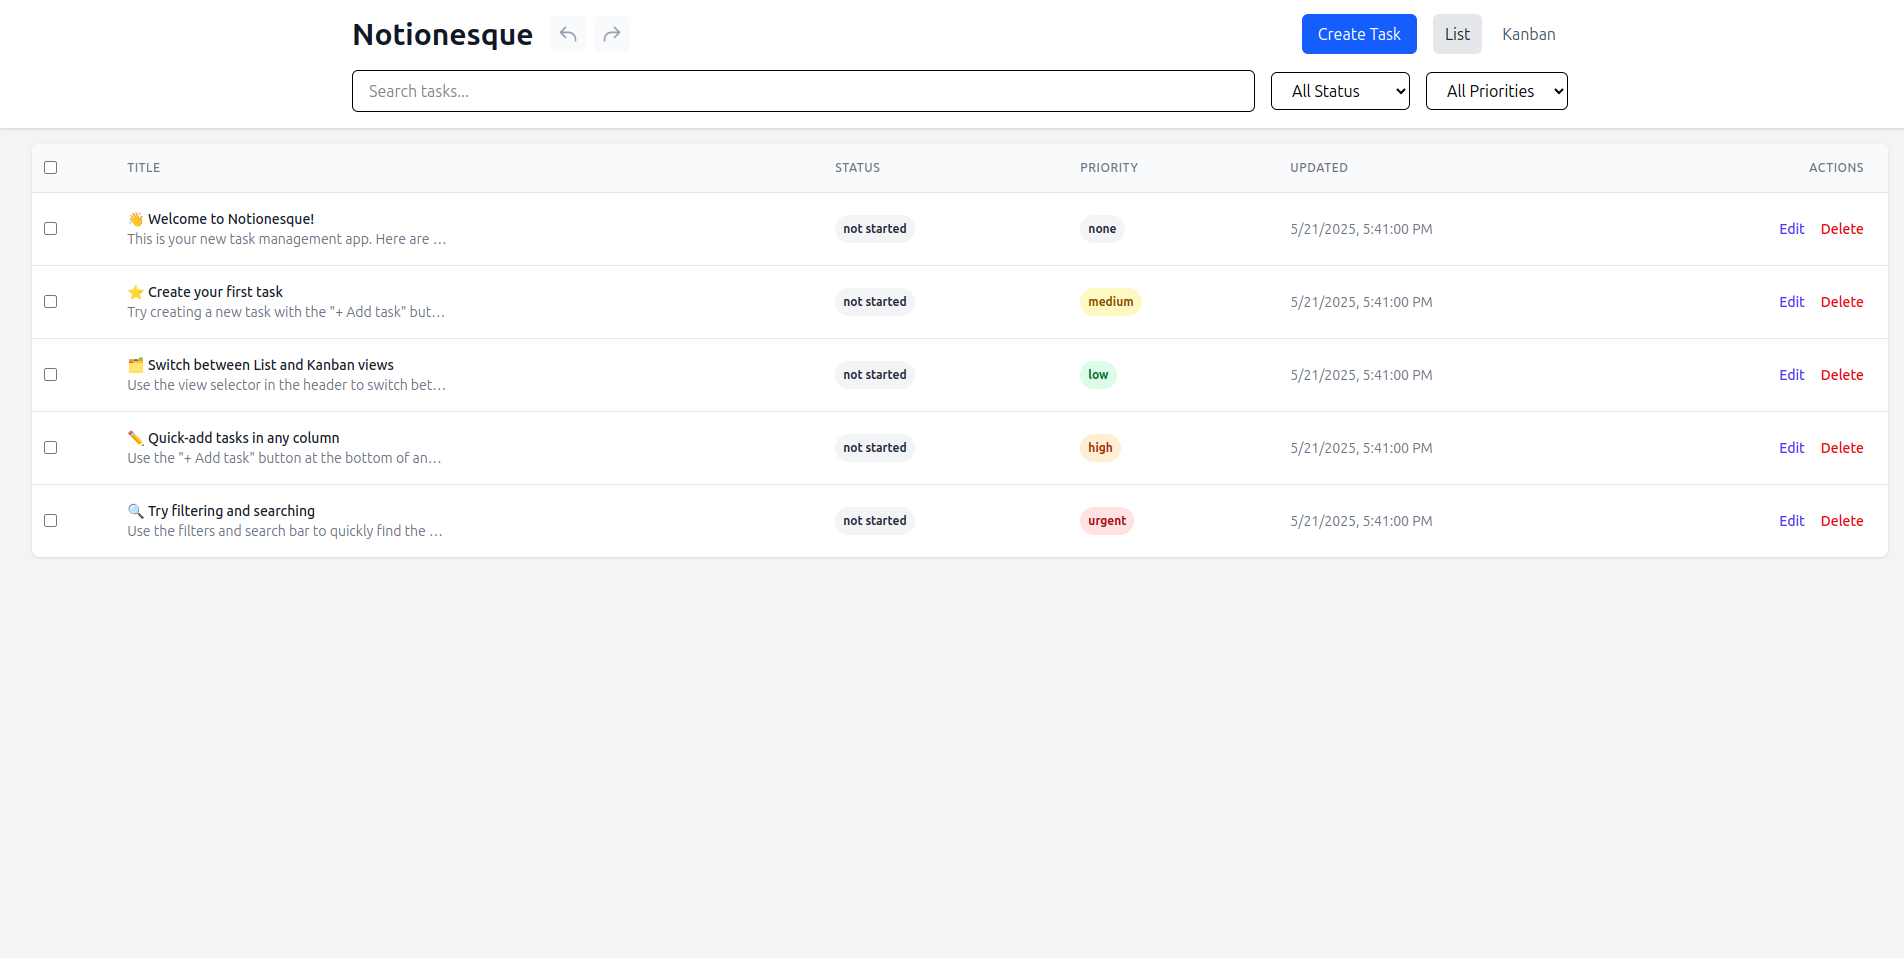 Notionesque
Create Task
List
Kanban
Search tasks...
All Status
All Priorities
TITLE STATUS PRIORITY UPDATED ACTIONS
👋 Welcome to Notionesque!
This is your new task management app. Here are …
not started none 5/21/2025, 5:41:00 PM Edit Delete
⭐ Create your first task
Try creating a new task with the "+ Add task" but…
not started medium 5/21/2025, 5:41:00 PM Edit Delete
🗂️ Switch between List and Kanban views
Use the view selector in the header to switch bet…
not started low 5/21/2025, 5:41:00 PM Edit Delete
✏️ Quick-add tasks in any column
Use the "+ Add task" button at the bottom of an…
not started high 5/21/2025, 5:41:00 PM Edit Delete
🔍 Try filtering and searching
Use the filters and search bar to quickly find the …
not started urgent 5/21/2025, 5:41:00 PM Edit Delete